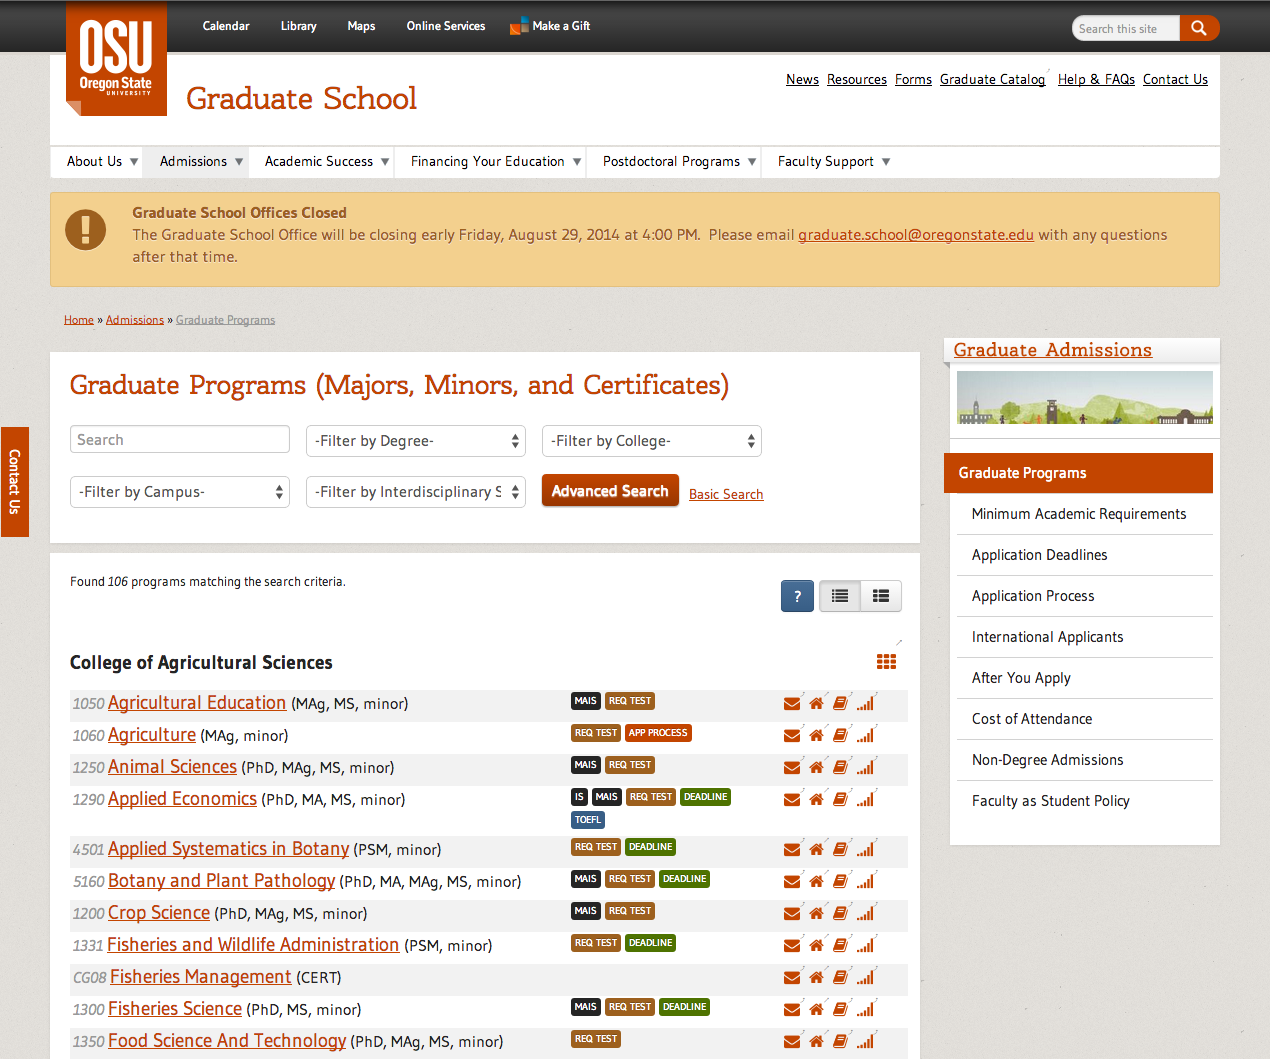 OSU
Oregon State
UNIVERSITY
Calendar Library Maps Online Services Make a Gift
Search this site
Graduate School
News Resources Forms Graduate Catalog Help & FAQs Contact Us
About Us Admissions Academic Success Financing Your Education Postdoctoral Programs Faculty Support
Graduate School Offices Closed
The Graduate School Office will be closing early Friday, August 29, 2014 at 4:00 PM. Please email graduate.school@oregonstate.edu with any questions
after that time.
Home » Admissions » Graduate Programs
Contact Us
Graduate Programs (Majors, Minors, and Certificates)
Search
-Filter by Degree-
-Filter by College-
-Filter by Campus-
-Filter by Interdisciplinary S
Advanced Search
Basic Search
Found 106 programs matching the search criteria.
?
College of Agricultural Sciences
1050 Agricultural Education (MAg, MS, minor) MAIS REQ TEST
1060 Agriculture (MAg, minor) REQ TEST APP PROCESS
1250 Animal Sciences (PhD, MAg, MS, minor) MAIS REQ TEST
1290 Applied Economics (PhD, MA, MS, minor) IS MAIS REQ TEST DEADLINE
TOEFL
4501 Applied Systematics in Botany (PSM, minor) REQ TEST DEADLINE
5160 Botany and Plant Pathology (PhD, MA, MAg, MS, minor) MAIS REQ TEST DEADLINE
1200 Crop Science (PhD, MAg, MS, minor) MAIS REQ TEST
1331 Fisheries and Wildlife Administration (PSM, minor) REQ TEST DEADLINE
CG08 Fisheries Management (CERT)
1300 Fisheries Science (PhD, MS, minor) MAIS REQ TEST DEADLINE
1350 Food Science And Technology (PhD, MAg, MS, minor) REQ TEST
Graduate Admissions
Graduate Programs
Minimum Academic Requirements
Application Deadlines
Application Process
International Applicants
After You Apply
Cost of Attendance
Non-Degree Admissions
Faculty as Student Policy